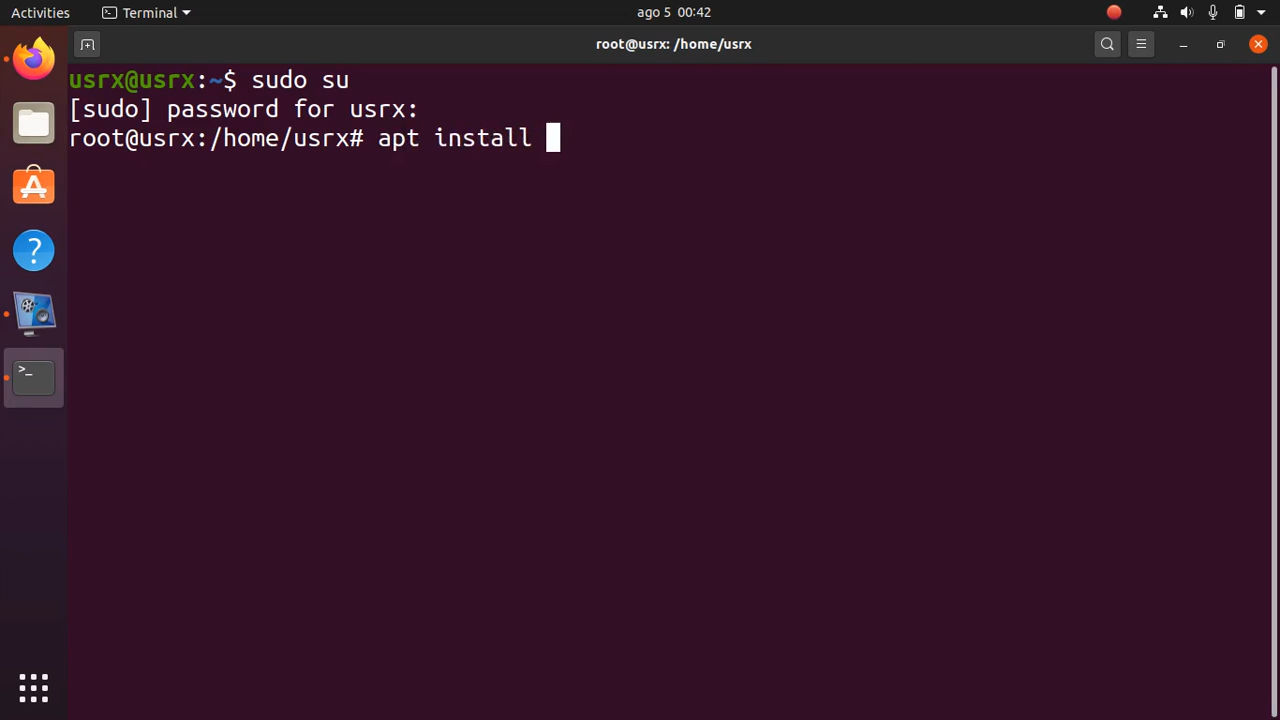 Activities
Terminal
ago 5 00:42
root@usrx: /home/usrx
usrx@usrx:~$ sudo su
[sudo] password for usrx:
root@usrx:/home/usrx# apt install